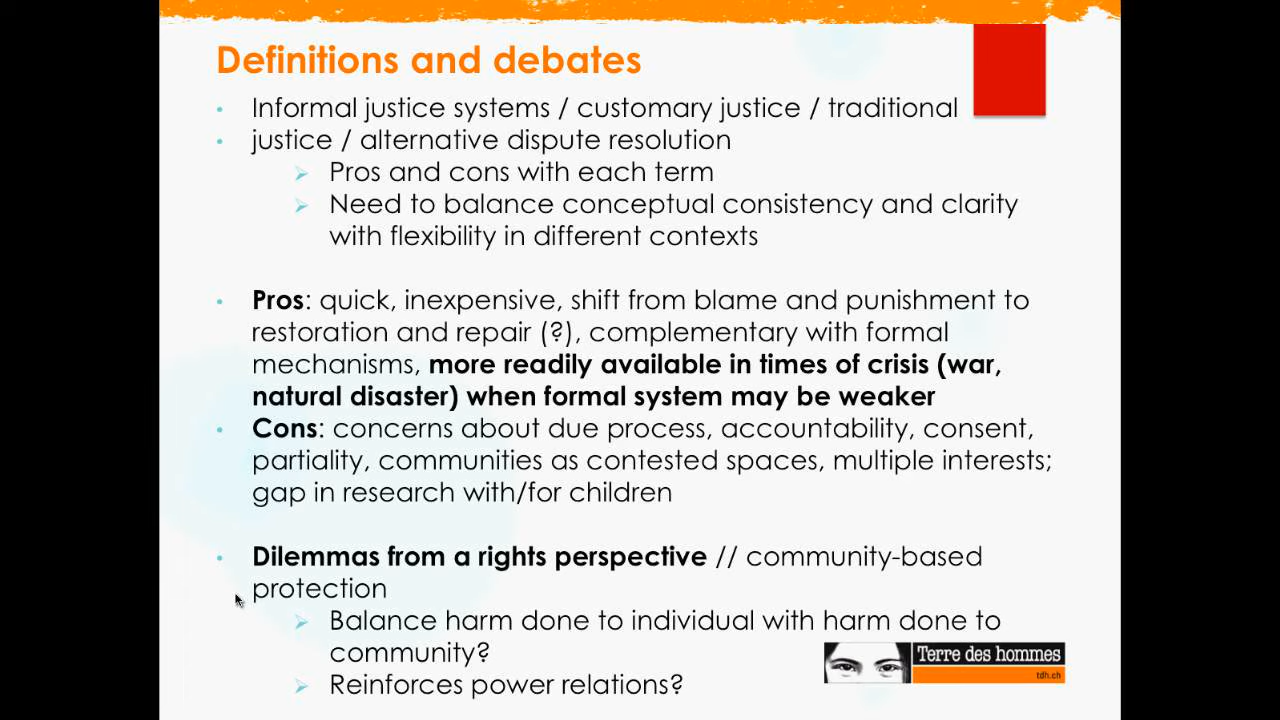 Definitions and debates
• Informal justice systems / customary justice / traditional
• justice / alternative dispute resolution
➢ Pros and cons with each term
➢ Need to balance conceptual consistency and clarity
with flexibility in different contexts
• Pros: quick, inexpensive, shift from blame and punishment to
restoration and repair (?), complementary with formal
mechanisms, more readily available in times of crisis (war,
natural disaster) when formal system may be weaker
• Cons: concerns about due process, accountability, consent,
partiality, communities as contested spaces, multiple interests;
gap in research with/for children
• Dilemmas from a rights perspective // community-based
protection
➢ Balance harm done to individual with harm done to
community?
➢ Reinforces power relations?
Terre des hommes
tdh.ch